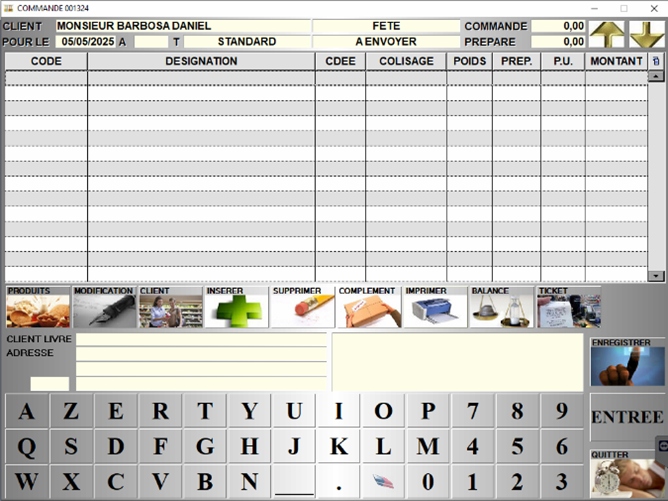 COMMANDE 001324
CLIENT MONSIEUR BARBOSA DANIEL FETE COMMANDE 0,00
POUR LE 05/05/2025 A T STANDARD A ENVOYER PREPARE 0,00
CODE DESIGNATION CDEE COLISAGE POIDS PREP. P.U. MONTANT
PRODUITS MODIFICATION CLIENT INSERER SUPPRIMER COMPLEMENT IMPRIMER BALANCE TICKET
CLIENT LIVRE
ADRESSE
ENREGISTRER
A Z E R T Y U I O P 7 8 9
ENTREE
Q S D F G H J K L M 4 5 6
QUITTER
W X C V B N . 0 1 2 3